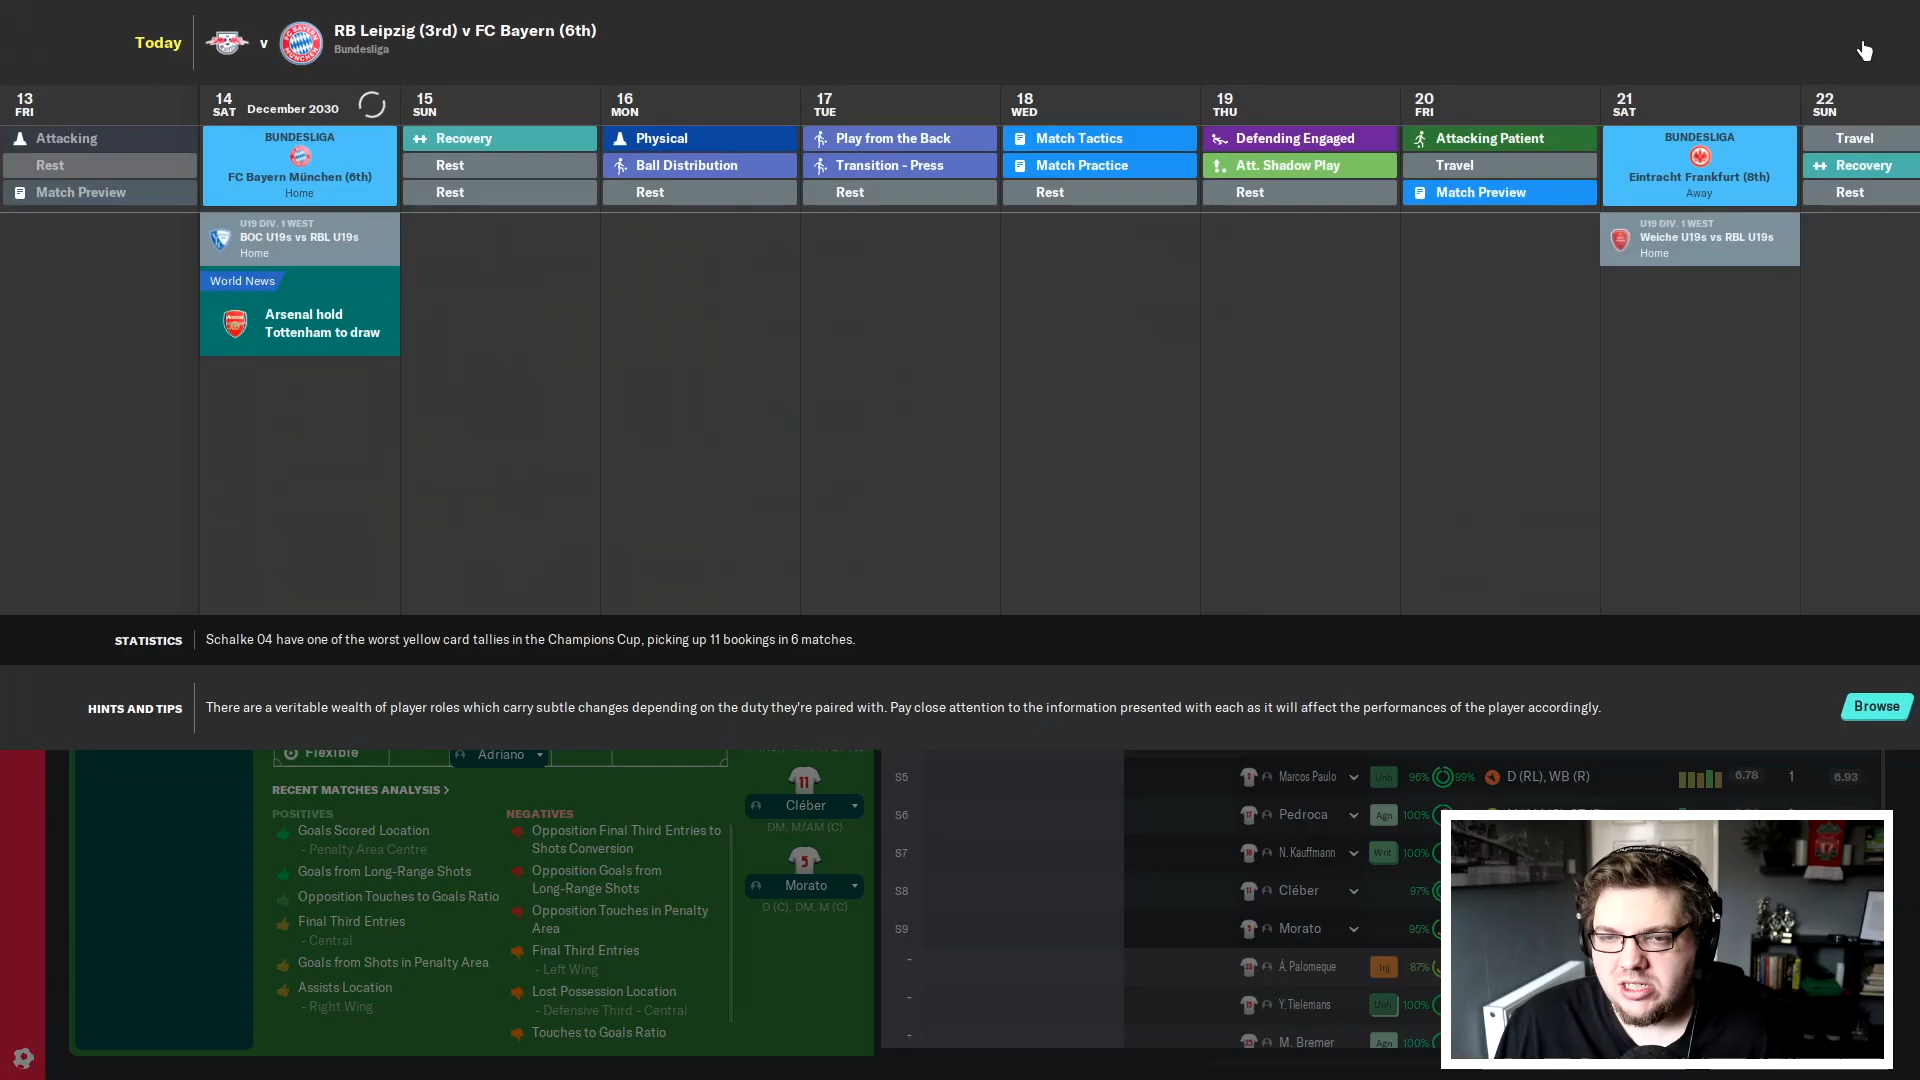 Today
v
RB Leipzig (3rd) v FC Bayern (6th)
Bundesliga
13
FRI
14
SAT
December 2030
15
SUN
16
MON
17
TUE
18
WED
19
THU
20
FRI
21
SAT
22
SUN
Attacking
Rest
Match Preview
BUNDESLIGA
FC Bayern München (6th)
Home
Recovery
Rest
Rest
Physical
Ball Distribution
Rest
Play from the Back
Transition - Press
Rest
Match Tactics
Match Practice
Rest
Defending Engaged
Att. Shadow Play
Rest
Attacking Patient
Travel
Match Preview
BUNDESLIGA
Eintracht Frankfurt (8th)
Away
Travel
Recovery
Rest
U19 DIV. 1 WEST
BOC U19s vs RBL U19s
Home
World News
Arsenal hold
Tottenham to draw
U19 DIV. 1 WEST
Weiche U19s vs RBL U19s
Home
STATISTICS
Schalke 04 have one of the worst yellow card tallies in the Champions Cup, picking up 11 bookings in 6 matches.
HINTS AND TIPS
There are a veritable wealth of player roles which carry subtle changes depending on the duty they're paired with. Pay close attention to the information presented with each as it will affect the performances of the player accordingly.
Browse
Flexible
Adriano
RECENT MATCHES ANALYSIS >
POSITIVES
Goals Scored Location
- Penalty Area Centre
Goals from Long-Range Shots
Opposition Touches to Goals Ratio
Final Third Entries
- Central
Goals from Shots in Penalty Area
Assists Location
- Right Wing
NEGATIVES
Opposition Final Third Entries to
Shots Conversion
Opposition Goals from
Long-Range Shots
Opposition Touches in Penalty
Area
Final Third Entries
- Left Wing
Lost Possession Location
- Defensive Third - Central
Touches to Goals Ratio
11
Cléber
DM, M/AM (C)
5
Morato
D (C), DM, M (C)
S5
Marcos Paulo
Unh
96%
99%
D (RL), WB (R)
6.78
1
6.93
S6
Pedroca
Agn
100%
S7
N. Kauffmann
Wnt
100%
S8
Cléber
97%
S9
Morato
95%
-
Á. Palomeque
Inj
87%
-
Y. Tielemans
Unh
100%
-
M. Bremer
Agn
100%